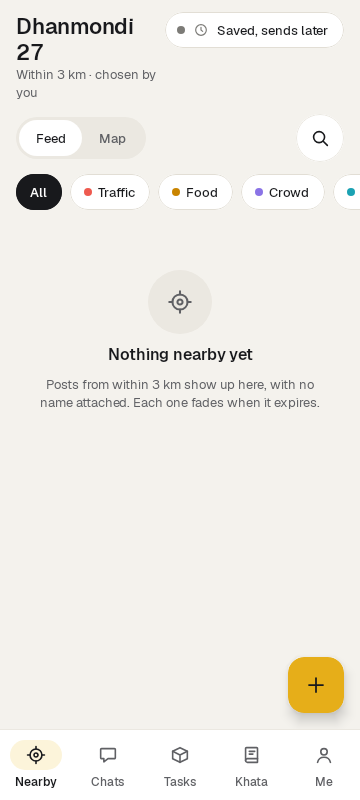 Dhanmondi
27
Saved, sends later
Within 3 km · chosen by
you
Feed
Map
All
Traffic
Food
Crowd
Nothing nearby yet
Posts from within 3 km show up here, with no
name attached. Each one fades when it expires.
Nearby
Chats
Tasks
Khata
Me